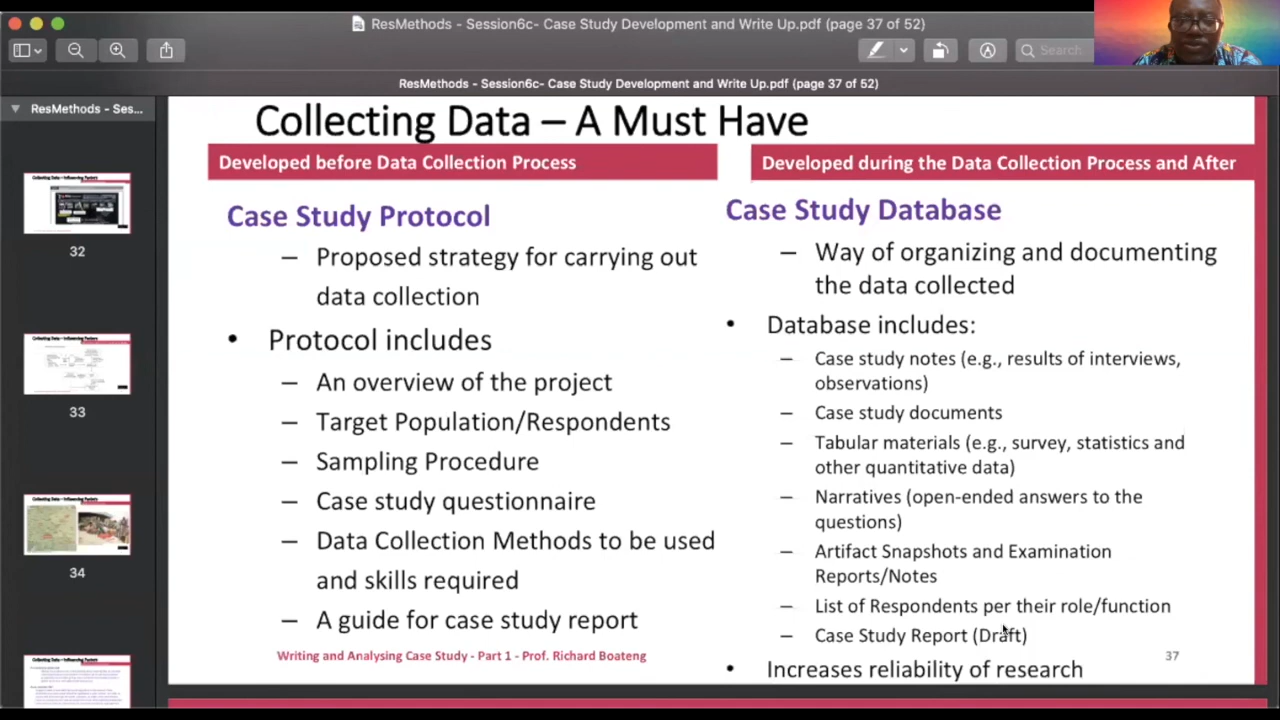 ResMethods - Session6c- Case Study Development and Write Up.pdf (page 37 of 52)
Search
ResMethods - Session6c- Case Study Development and Write Up.pdf (page 37 of 52)
ResMethods - Ses...
32
33
34
Collecting Data – A Must Have
Developed before Data Collection Process
Case Study Protocol
– Proposed strategy for carrying out
data collection
• Protocol includes
– An overview of the project
– Target Population/Respondents
– Sampling Procedure
– Case study questionnaire
– Data Collection Methods to be used
and skills required
– A guide for case study report
Developed during the Data Collection Process and After
Case Study Database
– Way of organizing and documenting
the data collected
• Database includes:
– Case study notes (e.g., results of interviews,
observations)
– Case study documents
– Tabular materials (e.g., survey, statistics and
other quantitative data)
– Narratives (open-ended answers to the
questions)
– Artifact Snapshots and Examination
Reports/Notes
– List of Respondents per their role/function
– Case Study Report (Draft)
• Increases reliability of research
Writing and Analysing Case Study - Part 1 - Prof. Richard Boateng
37